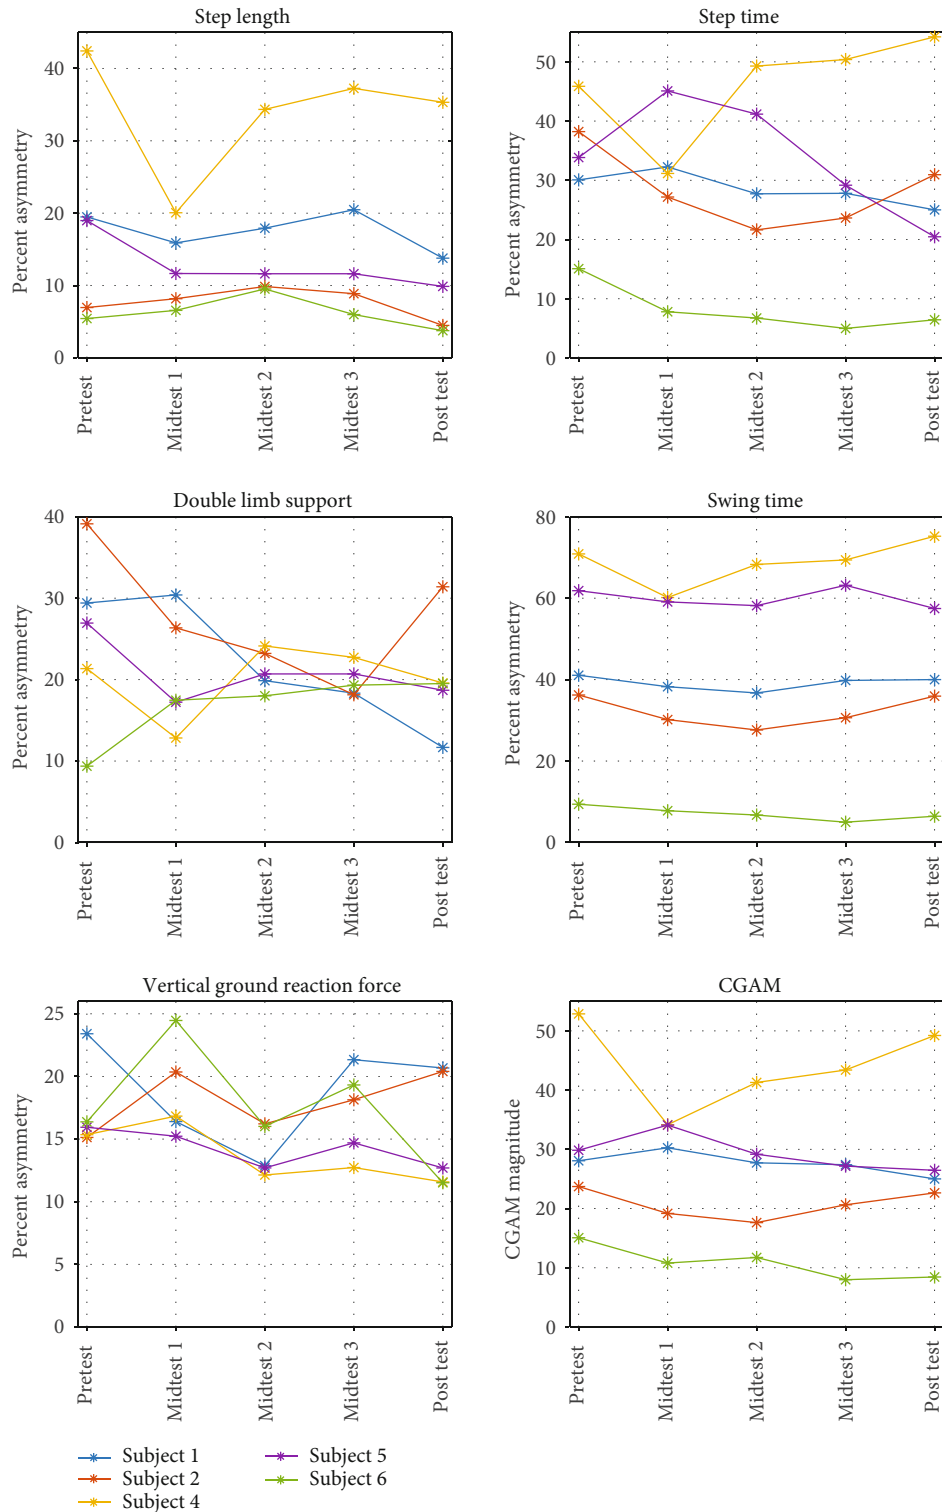 Step length
Percent asymmetry
40
30
20
10
0
Pretest
Midtest 1
Midtest 2
Midtest 3
Post test
Step time
Percent asymmetry
50
40
30
20
10
0
Pretest
Midtest 1
Midtest 2
Midtest 3
Post test
Double limb support
Percent asymmetry
40
30
20
10
0
Pretest
Midtest 1
Midtest 2
Midtest 3
Post test
Swing time
Percent asymmetry
80
60
40
20
0
Pretest
Midtest 1
Midtest 2
Midtest 3
Post test
Vertical ground reaction force
Percent asymmetry
25
20
15
10
5
0
Pretest
Midtest 1
Midtest 2
Midtest 3
Post test
CGAM
CGAM magnitude
50
40
30
20
10
0
Pretest
Midtest 1
Midtest 2
Midtest 3
Post test
Subject 1
Subject 2
Subject 4
Subject 5
Subject 6